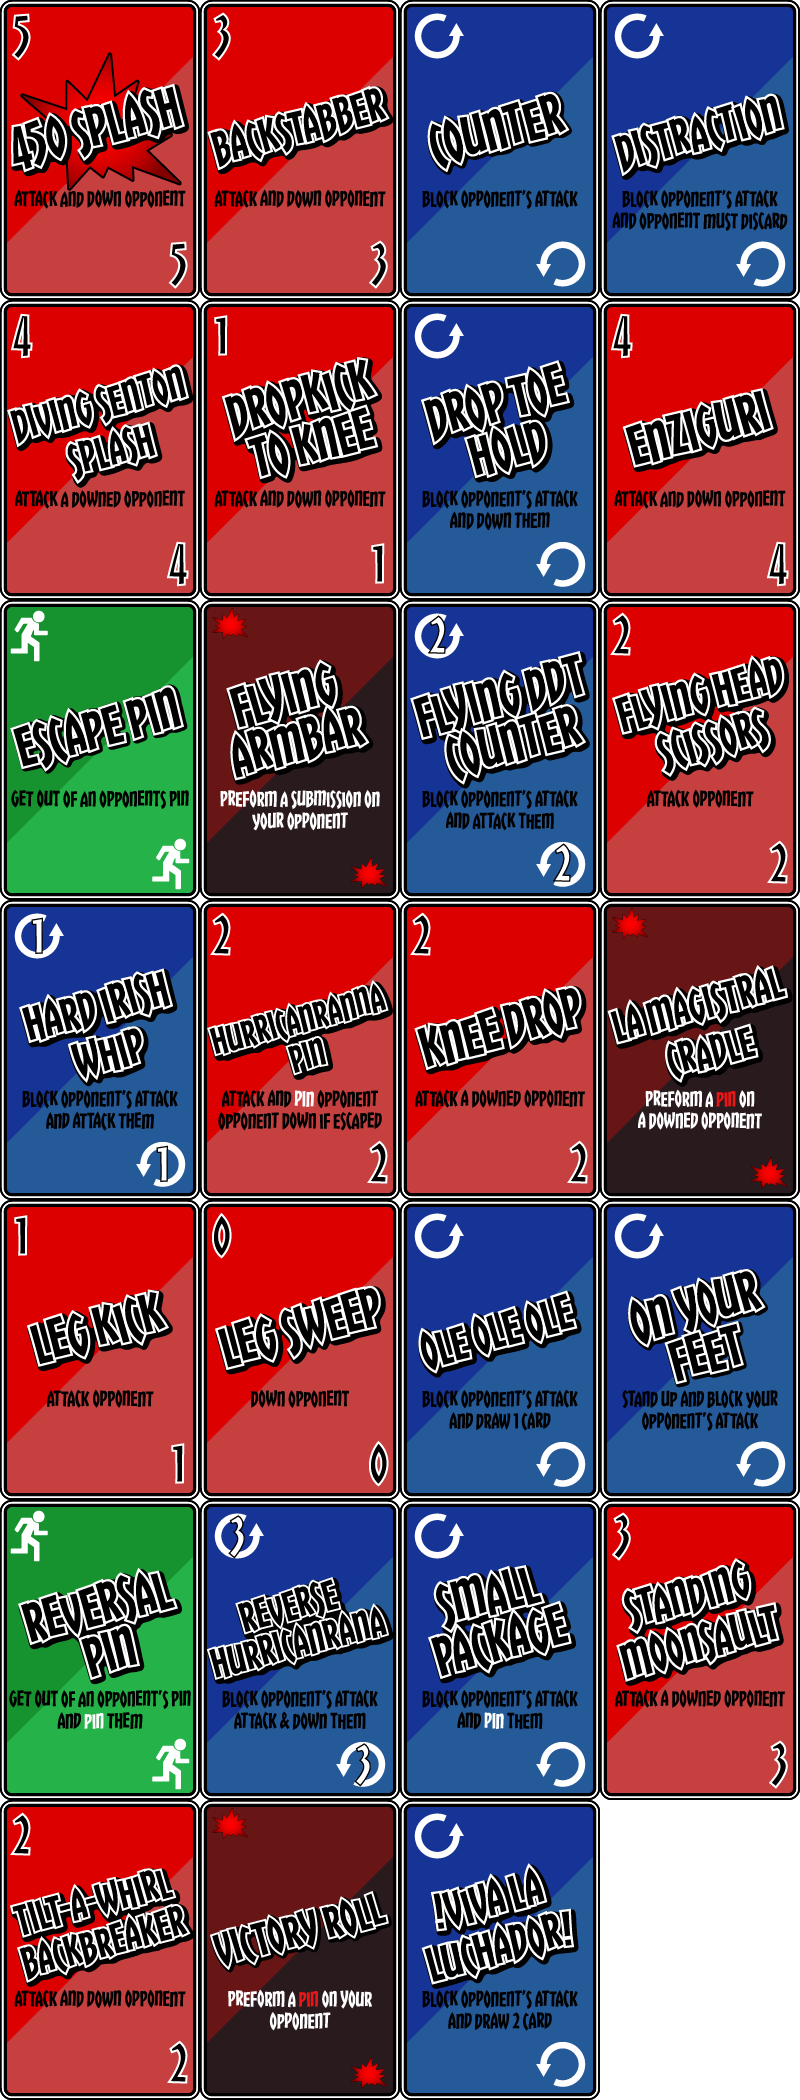 5
450 SPLASH
ATTACK AND DOWN OPPONENT
5
3
BACKSTABBER
ATTACK AND DOWN OPPONENT
3
COUNTER
BLOCK OPPONENT'S ATTACK
DISTRACTION
BLOCK OPPONENT'S ATTACK
AND OPPONENT MUST DISCARD
4
DIVING SENTON
SPLASH
ATTACK A DOWNED OPPONENT
4
1
DROPKICK
TO KNEE
ATTACK AND DOWN OPPONENT
1
DROP TOE
HOLD
BLOCK OPPONENT'S ATTACK
AND DOWN THEM
4
ENZIGURI
ATTACK AND DOWN OPPONENT
4
ESCAPE PIN
GET OUT OF AN OPPONENTS PIN
FLYING
ARMBAR
PREFORM A SUBMISSION ON
YOUR OPPONENT
2
FLYING DDT
COUNTER
BLOCK OPPONENT'S ATTACK
AND ATTACK THEM
2
2
FLYING HEAD
SCISSORS
ATTACK OPPONENT
2
1
HARD IRISH
WHIP
BLOCK OPPONENT'S ATTACK
AND ATTACK THEM
1
2
HURRICANRANNA
PIN
ATTACK AND PIN OPPONENT
OPPONENT DOWN IF ESCAPED
2
2
KNEE DROP
ATTACK A DOWNED OPPONENT
2
LA MAGISTRAL
CRADLE
PREFORM A PIN ON
A DOWNED OPPONENT
1
LEG KICK
ATTACK OPPONENT
1
0
LEG SWEEP
DOWN OPPONENT
0
OLE OLE OLE
BLOCK OPPONENT'S ATTACK
AND DRAW 1 CARD
ON YOUR
FEET
STAND UP AND BLOCK YOUR
OPPONENT'S ATTACK
REVERSAL
PIN
GET OUT OF AN OPPONENT'S PIN
AND PIN THEM
3
REVERSE
HURRICANRANA
BLOCK OPPONENT'S ATTACK
ATTACK & DOWN THEM
3
SMALL
PACKAGE
BLOCK OPPONENT'S ATTACK
AND PIN THEM
3
STANDING
MOONSAULT
ATTACK A DOWNED OPPONENT
3
2
TILT-A-WHIRL
BACKBREAKER
ATTACK AND DOWN OPPONENT
2
VICTORY ROLL
PREFORM A PIN ON YOUR
OPPONENT
!VIVA LA
LUCHADOR!
BLOCK OPPONENT'S ATTACK
AND DRAW 2 CARD